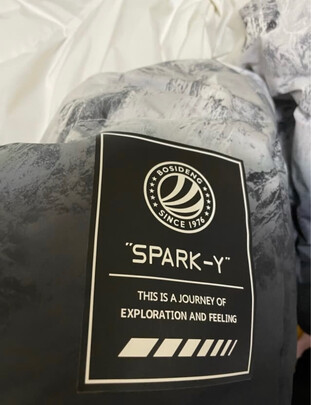 BOSIDENG
SINCE 1976
"SPARK-Y"
THIS IS A JOURNEY OF
EXPLORATION AND FEELING